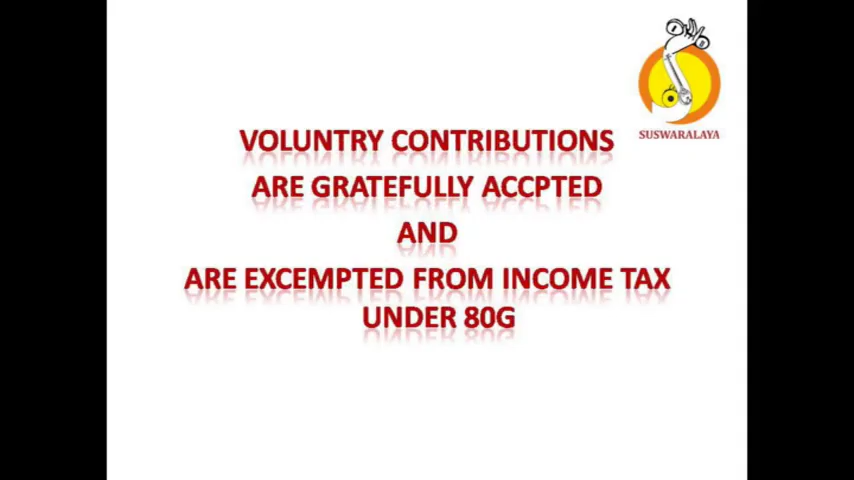 SUSWARALAYA
VOLUNTRY CONTRIBUTIONS
ARE GRATEFULLY ACCPTED
AND
ARE EXCEMPTED FROM INCOME TAX
UNDER 80G